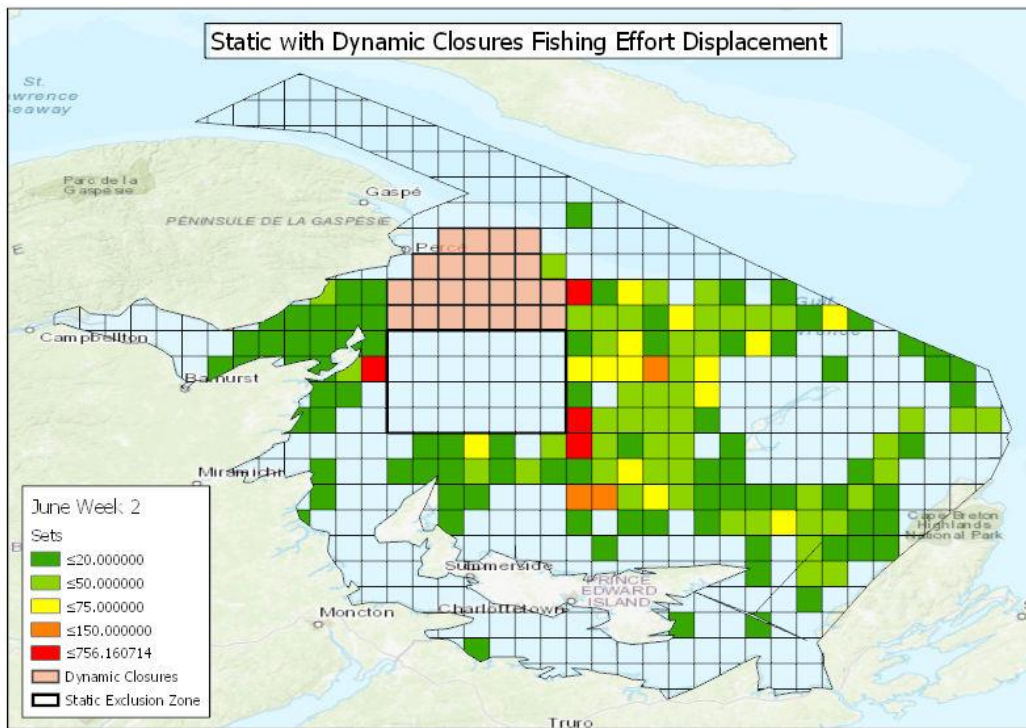 Static with Dynamic Closures Fishing Effort Displacement
St.
awrence
Seaway
Parc de la
Gaspésie
Gaspé
PÉNINSULE DE LA GASPÉSIE
Percé
Gulf
Campbellton
Bathurst
Miramichi
Cape Breton
Highlands
National Park
Summerside
PRINCE
EDWARD
ISLAND
Charlottetown
Moncton
Truro
June Week 2
Sets
≤20.000000
≤50.000000
≤75.000000
≤150.000000
≤756.160714
Dynamic Closures
Static Exclusion Zone